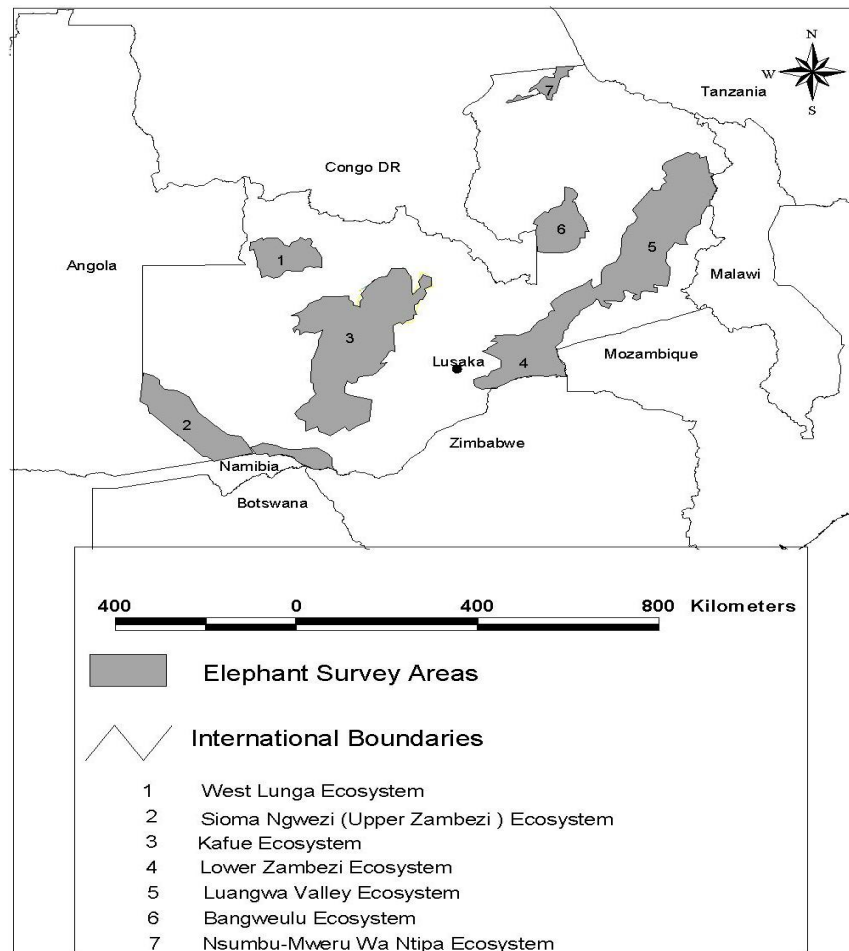 N
W
S
Tanzania
7
Congo DR
6
5
1
Angola
Malawi
3
Lusaka
4
Mozambique
2
Zimbabwe
Namibia
Botswana
400 0 400 800 Kilometers
Elephant Survey Areas
International Boundaries
1 West Lunga Ecosystem
2 Sioma Ngwezi (Upper Zambezi ) Ecosystem
3 Kafue Ecosystem
4 Lower Zambezi Ecosystem
5 Luangwa Valley Ecosystem
6 Bangweulu Ecosystem
7 Nsumbu-Mweru Wa Ntipa Ecosystem